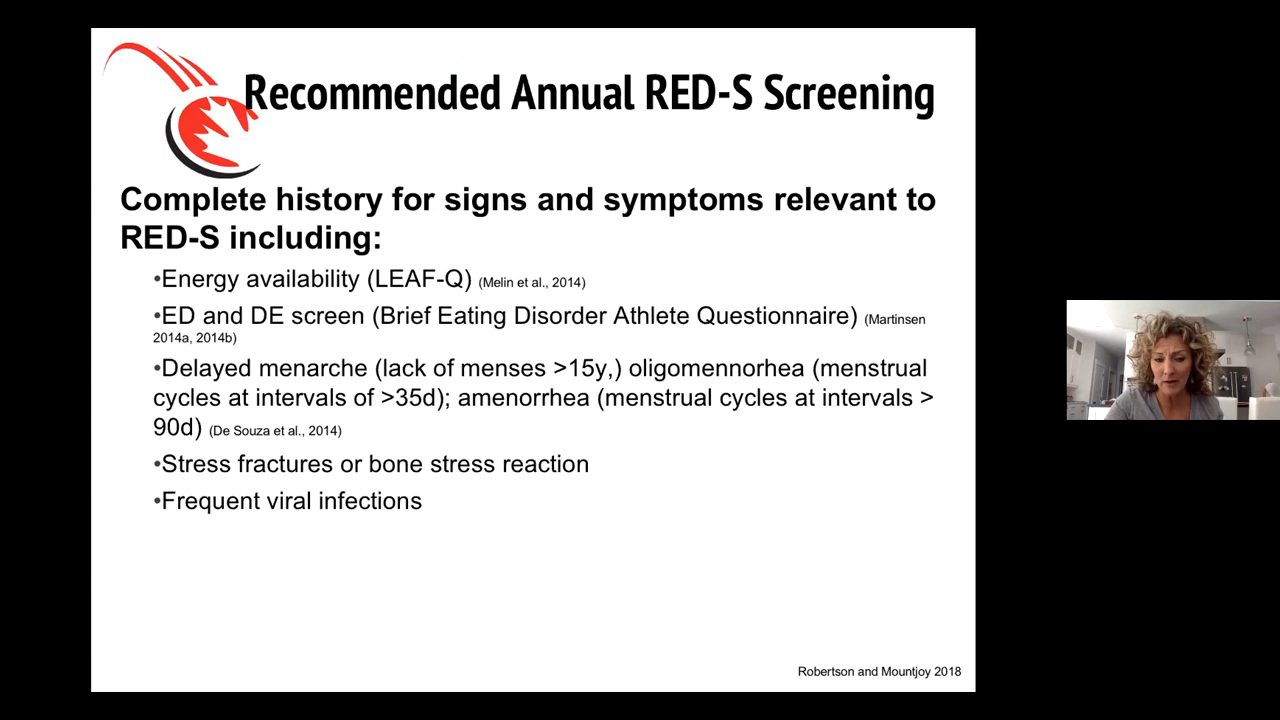 Recommended Annual RED-S Screening
Complete history for signs and symptoms relevant to
RED-S including:
•Energy availability (LEAF-Q) (Melin et al., 2014)
•ED and DE screen (Brief Eating Disorder Athlete Questionnaire) (Martinsen
2014a, 2014b)
•Delayed menarche (lack of menses >15y,) oligomennorhea (menstrual
cycles at intervals of >35d); amenorrhea (menstrual cycles at intervals >
90d) (De Souza et al., 2014)
•Stress fractures or bone stress reaction
•Frequent viral infections
Robertson and Mountjoy 2018